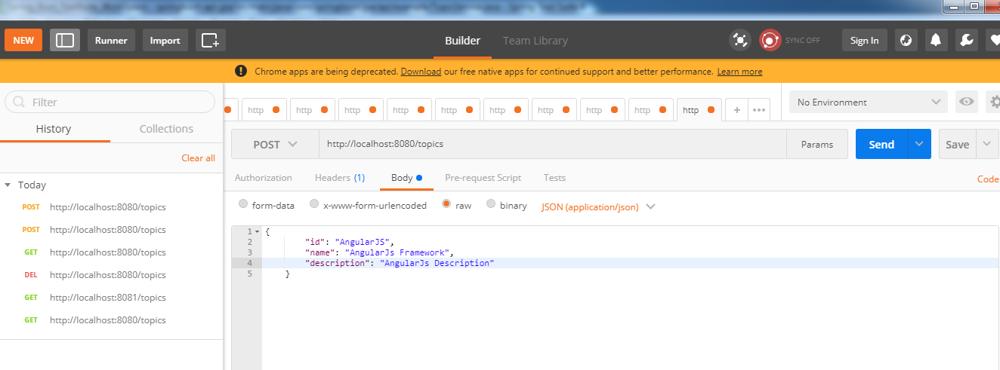 NEW Runner Import Builder Team Library SYNC OFF Sign In
! Chrome apps are being deprecated. Download our free native apps for continued support and better performance. Learn more
Filter
http http http http http http http http http http + ••• No Environment
History Collections
POST http://localhost:8080/topics Params Send Save
Clear all
Authorization Headers (1) Body Pre-request Script Tests Code
Today
form-data x-www-form-urlencoded raw binary JSON (application/json)
POST http://localhost:8080/topics
POST http://localhost:8080/topics
GET http://localhost:8080/topics
DEL http://localhost:8080/topics
GET http://localhost:8081/topics
GET http://localhost:8080/topics
1 {
2 "id": "AngularJS",
3 "name": "AngularJs Framework",
4 "description": "AngularJs Description"
5 }